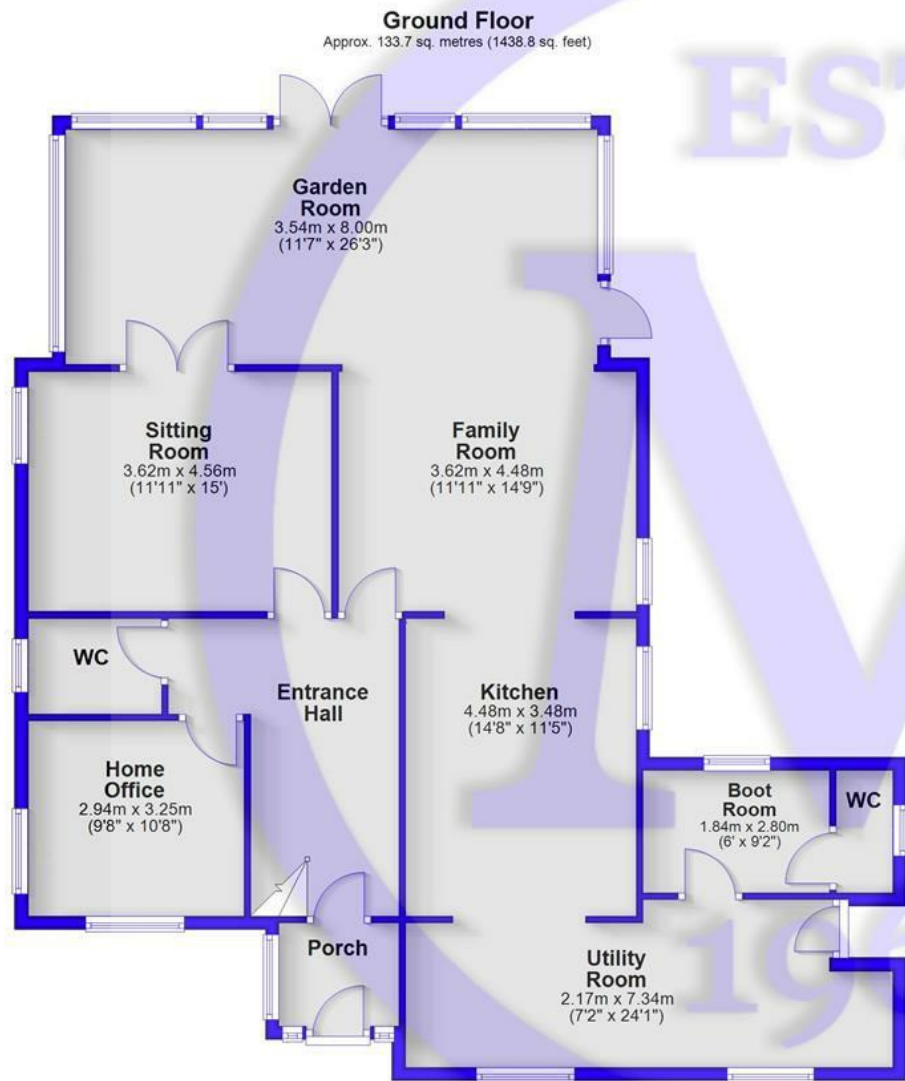 Ground Floor
Approx. 133.7 sq. metres (1438.8 sq. feet)
EST
Garden
Room
3.54m x 8.00m
(11'7" x 26'3")
Sitting
Room
3.62m x 4.56m
(11'11" x 15')
Family
Room
3.62m x 4.48m
(11'11" x 14'9")
WC
Entrance
Hall
Kitchen
4.48m x 3.48m
(14'8" x 11'5")
Home
Office
2.94m x 3.25m
(9'8" x 10'8")
Boot
Room
1.84m x 2.80m
(6' x 9'2")
WC
Porch
Utility
Room
2.17m x 7.34m
(7'2" x 24'1")
196